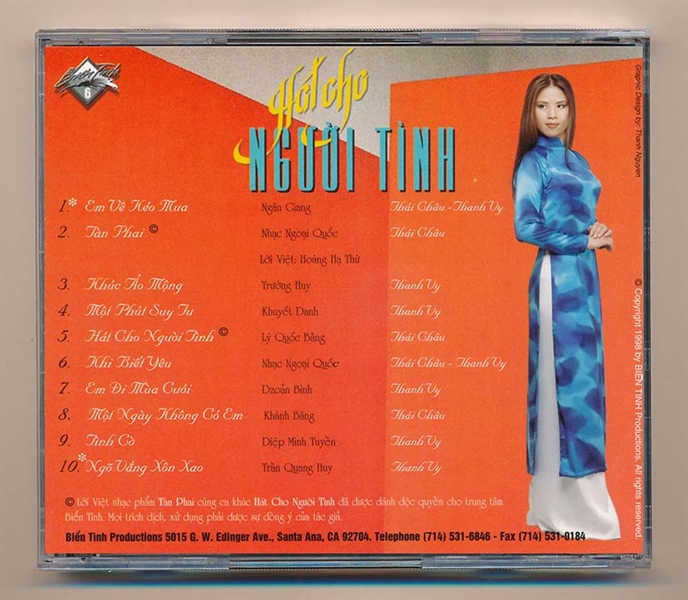 Biển Tình
6
Hát cho
NGƯỜI TÌNH
Graphic Design by: Thanh Nguyen
1.* Em Về Kẻo Mưa Ngân Giang Thái Châu - Thanh Vy
2. Tàn Phai © Nhạc Ngoại Quốc Thái Châu
Lời Việt: Hoàng Hạ Thử
3. Khúc Áo Mộng Trường Huy Thanh Vy
4. Một Phút Suy Tư Khuyết Danh Thanh Vy
5. Hát Cho Người Tình © Lý Quốc Bằng Thái Châu
6. Khi Biết Yêu Nhạc Ngoại Quốc Thái Châu - Thanh Vy
7. Em Đi Mùa Cưới Dzoãn Bình Thanh Vy
8. Một Ngày Không Có Em Khánh Băng Thái Châu
9. Tình Cờ Diệp Minh Tuyền Thanh Vy
10.* Ngõ Vắng Xôn Xao Trần Quang Huy Thanh Vy
© Lời Việt nhạc phẩm Tàn Phai cùng ca khúc Hát Cho Người Tình đã được dành độc quyền cho trung tâm
Biển Tình. Mọi trích dịch, xử dụng phải được sự đồng ý của tác giả.
Biển Tình Productions 5015 G. W. Edinger Ave., Santa Ana, CA 92704. Telephone (714) 531-6846 - Fax (714) 531-0184
© Copyright 1998 by BIỂN TÌNH Productions. All rights reserved.